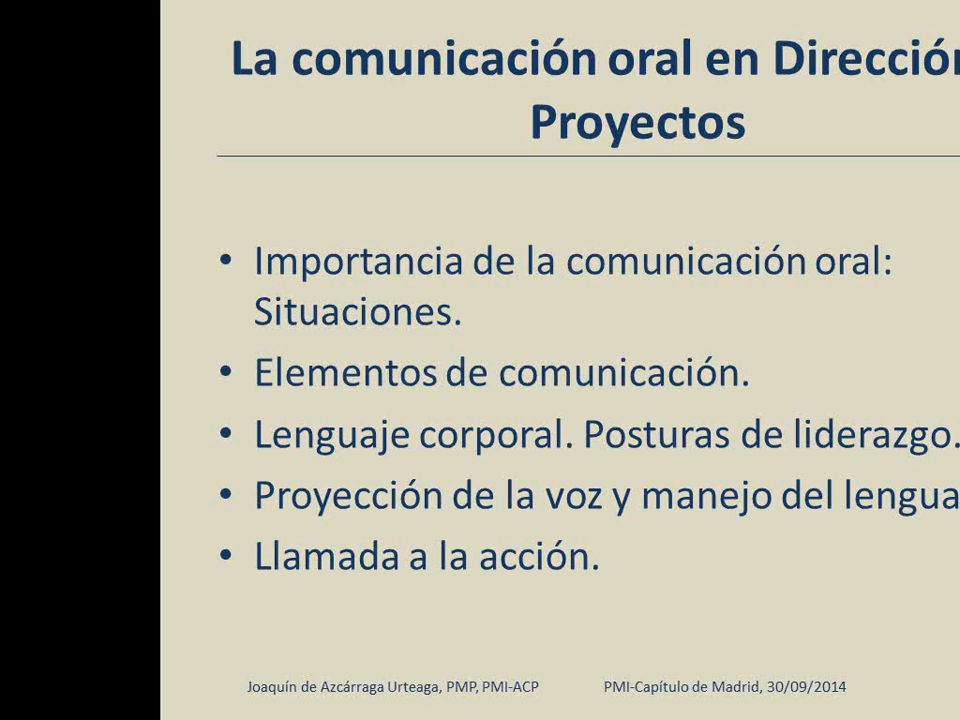 La comunicación oral en Dirección
Proyectos
• Importancia de la comunicación oral:
Situaciones.
• Elementos de comunicación.
• Lenguaje corporal. Posturas de liderazgo.
• Proyección de la voz y manejo del lengua
• Llamada a la acción.
Joaquín de Azcárraga Urteaga, PMP, PMI-ACP PMI-Capítulo de Madrid, 30/09/2014